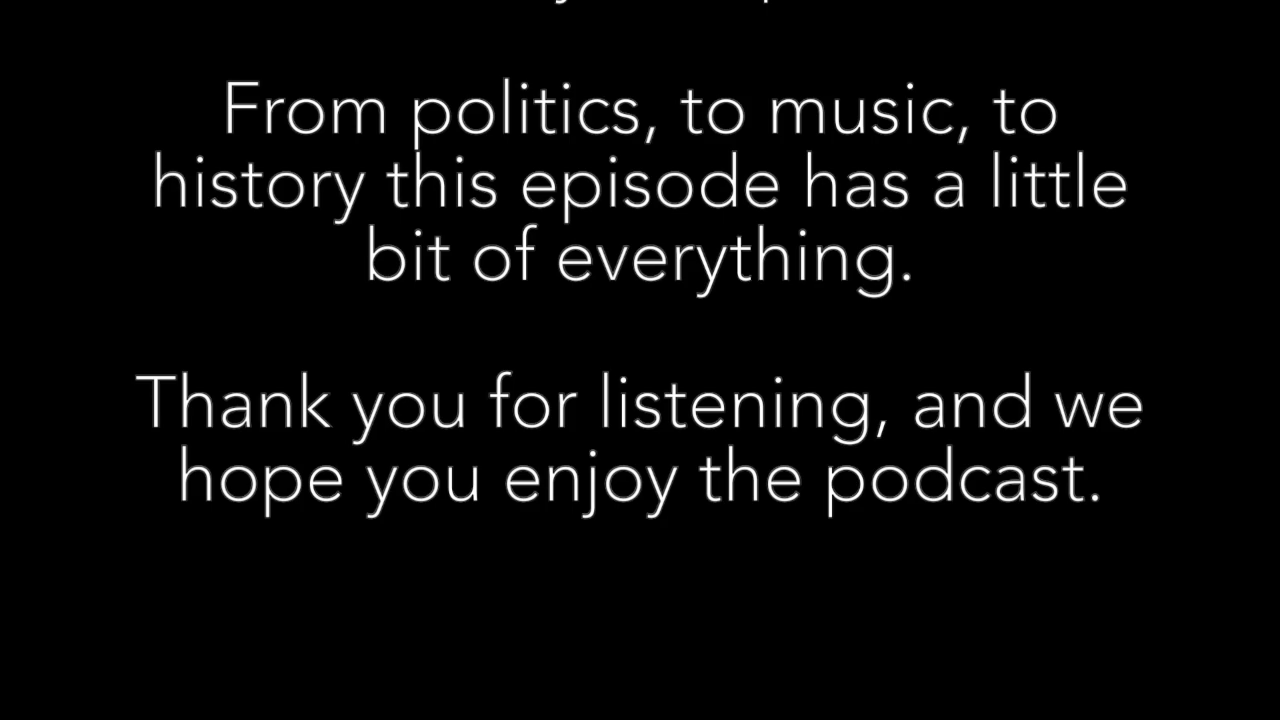 From politics, to music, to
history this episode has a little
bit of everything.
Thank you for listening, and we
hope you enjoy the podcast.